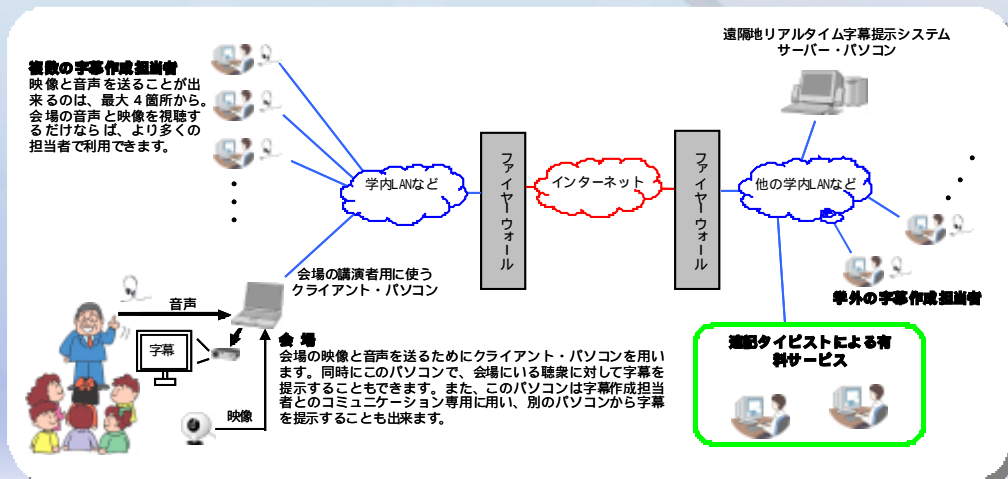 遠隔地リアルタイム字幕提示システム
サーバー・パソコン
複数の字幕作成担当者
映像と音声を送ることが出
来るのは、最大４箇所から。
会場の音声と映像を視聴す
るだけならば、より多くの
担当者で利用できます。
学内LANなど
ファイヤーウォール
インターネット
ファイヤーウォール
他の学内LANなど
学外の字幕作成担当者
会場の講演者用に使う
クライアント・パソコン
音声
字幕
映像
会 場
会場の映像と音声を送るためにクライアント・パソコンを用い
ます。同時にこのパソコンで、会場にいる聴衆に対して字幕を
提示することもできます。また、このパソコンは字幕作成担当
者とのコミュニケーション専用に用い、別のパソコンから字幕
を提示することも出来ます。
速記タイピストによる有
料サービス